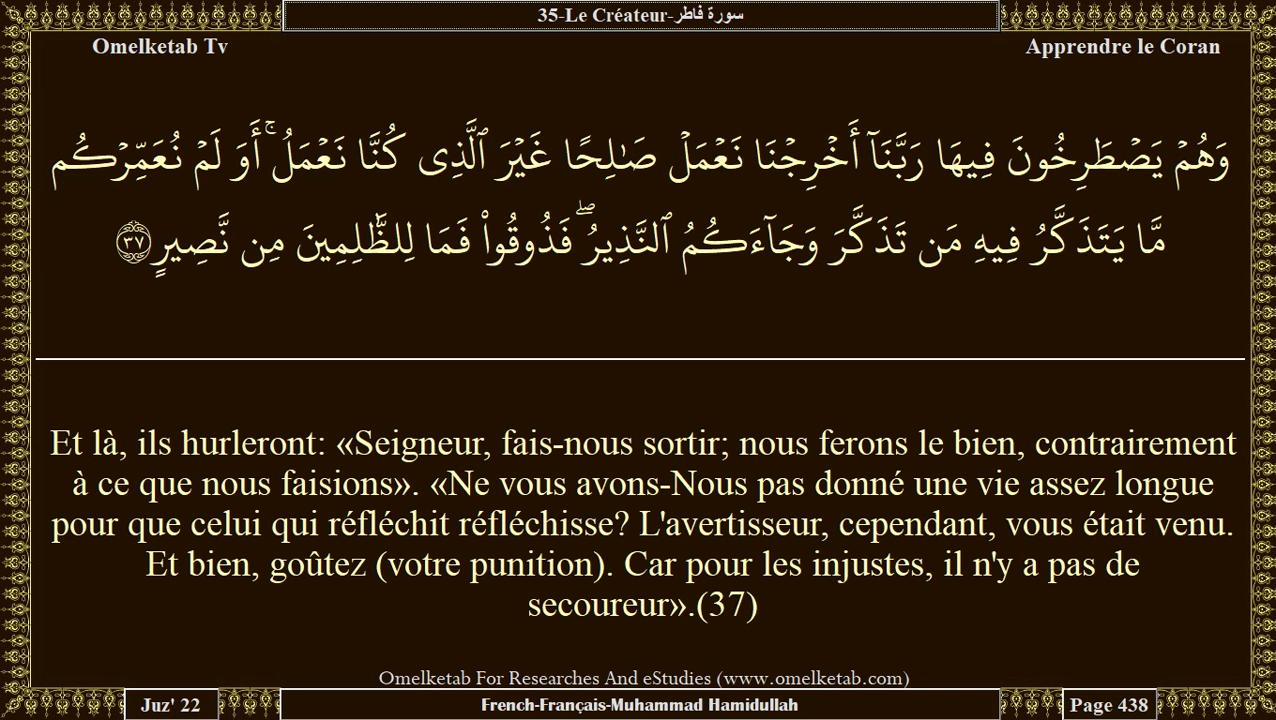 35-Le Créateur-سورة فاطر
Omelketab Tv
Apprendre le Coran
وَهُمۡ يَصۡطَرِخُونَ فِيهَا رَبَّنَآ أَخۡرِجۡنَا نَعۡمَلۡ صَٰلِحًا غَيۡرَ ٱلَّذِى كُنَّا نَعۡمَلُۚ أَوَ لَمۡ نُعَمِّرۡكُم
مَّا يَتَذَكَّرُ فِيهِ مَن تَذَكَّرَ وَجَآءَكُمُ ٱلنَّذِيرُۖ فَذُوقُواْ فَمَا لِلظَّٰلِمِينَ مِن نَّصِيرٍ ٣٧
Et là, ils hurleront: «Seigneur, fais-nous sortir; nous ferons le bien, contrairement
à ce que nous faisions». «Ne vous avons-Nous pas donné une vie assez longue
pour que celui qui réfléchit réfléchisse? L'avertisseur, cependant, vous était venu.
Et bien, goûtez (votre punition). Car pour les injustes, il n'y a pas de
secoureur».(37)
Omelketab For Researches And eStudies (www.omelketab.com)
Juz' 22
French-Français-Muhammad Hamidullah
Page 438